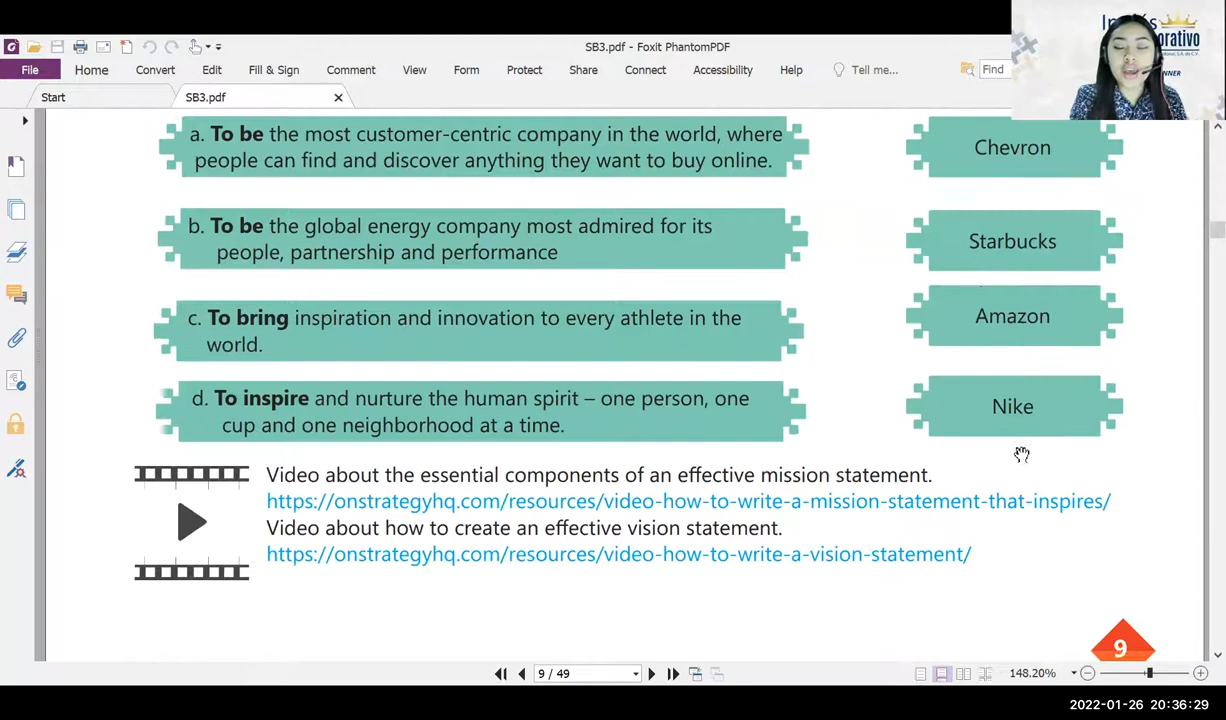 SB3.pdf - Foxit PhantomPDF
File Home Convert Edit Fill & Sign Comment View Form Protect Share Connect Accessibility Help Tell me... Find
Start SB3.pdf
a. To be the most customer-centric company in the world, where
people can find and discover anything they want to buy online.
Chevron
b. To be the global energy company most admired for its
people, partnership and performance
Starbucks
c. To bring inspiration and innovation to every athlete in the
world.
Amazon
d. To inspire and nurture the human spirit – one person, one
cup and one neighborhood at a time.
Nike
Video about the essential components of an effective mission statement.
https://onstrategyhq.com/resources/video-how-to-write-a-mission-statement-that-inspires/
Video about how to create an effective vision statement.
https://onstrategyhq.com/resources/video-how-to-write-a-vision-statement/
9
9 / 49
148.20%
2022-01-26 20:36:29